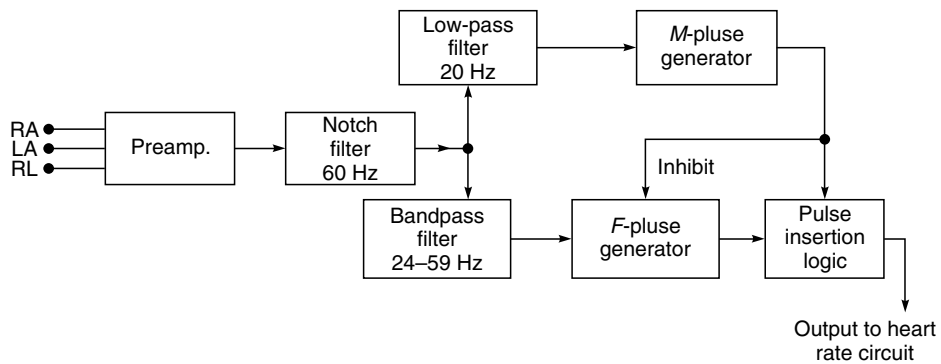 Low-pass
filter
20 Hz
M-pluse
generator
RA
LA
RL
Preamp.
Notch
filter
60 Hz
Inhibit
Bandpass
filter
24–59 Hz
F-pluse
generator
Pulse
insertion
logic
Output to heart
rate circuit